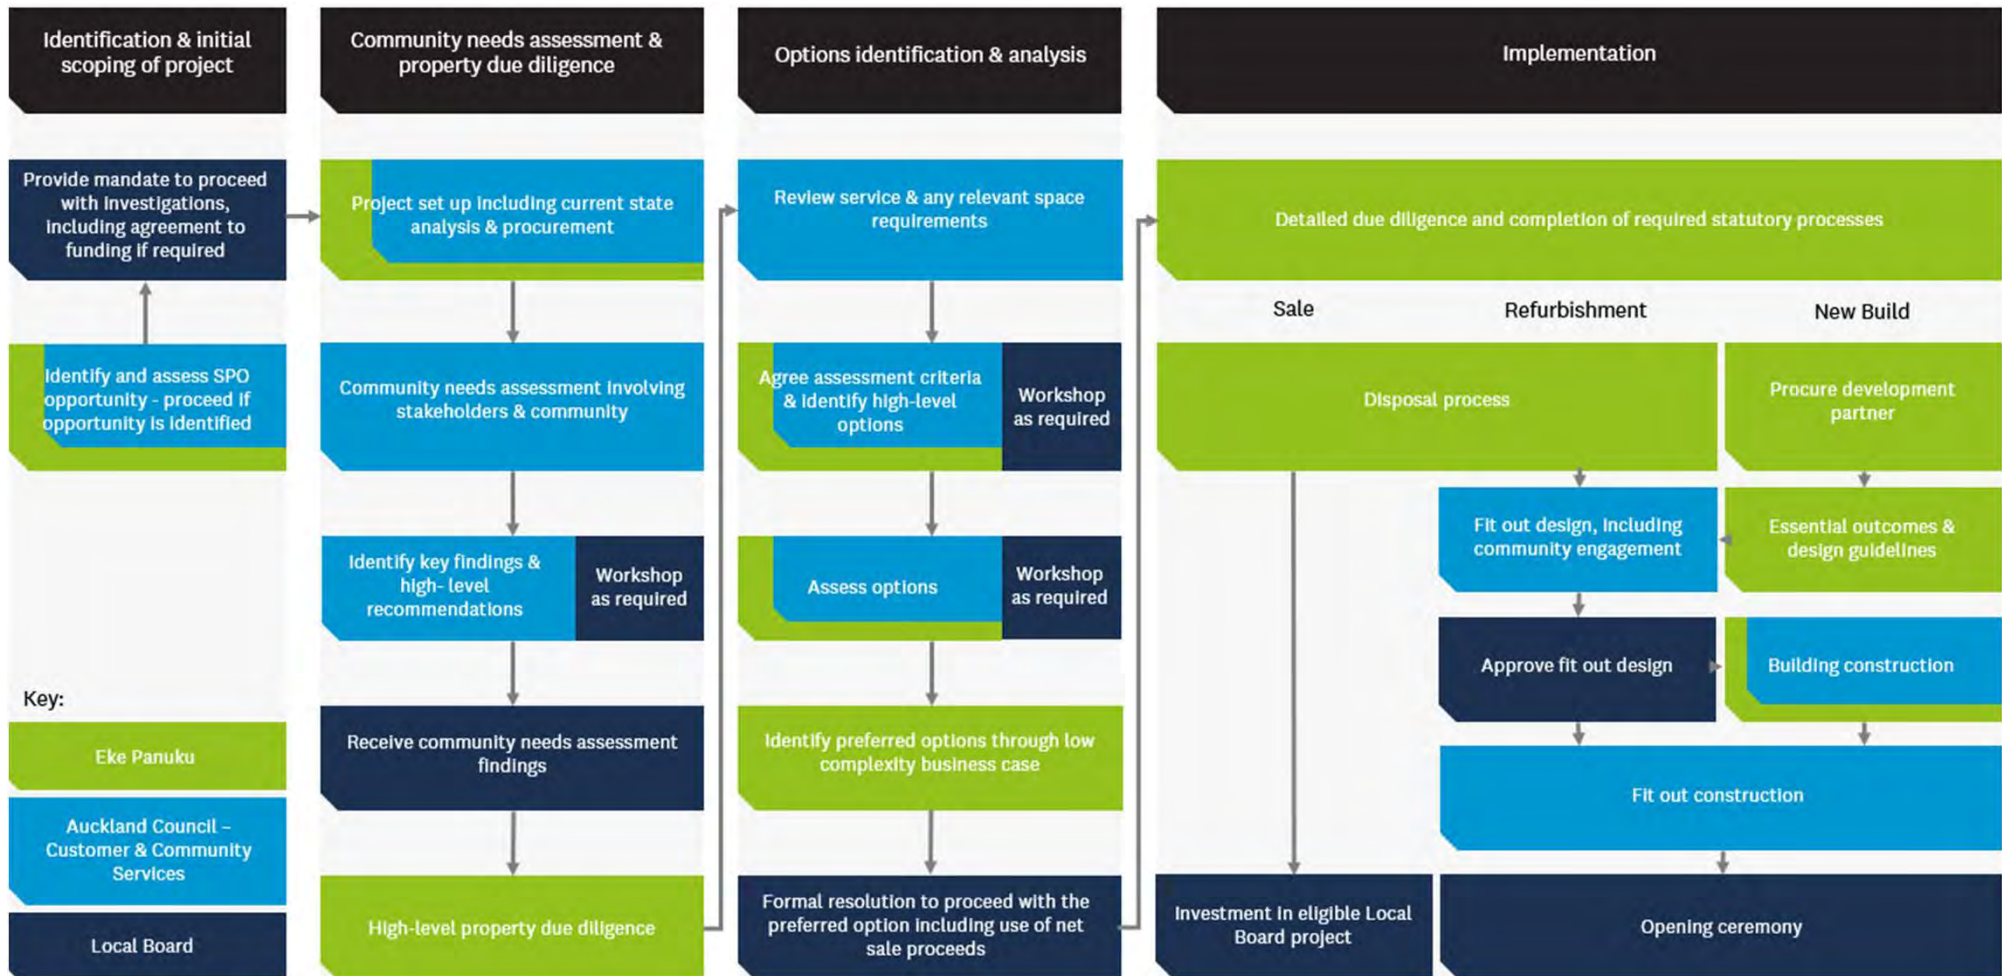 Identification & initial
scoping of project
Provide mandate to proceed
with investigations,
including agreement to
funding if required
Identify and assess SPO
opportunity - proceed if
opportunity is identified
Key:
Eke Panuku
Auckland Council –
Customer & Community
Services
Local Board
Community needs assessment &
property due diligence
Project set up including current state
analysis & procurement
Community needs assessment involving
stakeholders & community
Identify key findings &
high- level
recommendations
Workshop
as required
Receive community needs assessment
findings
High-level property due diligence
Options identification & analysis
Review service & any relevant space
requirements
Agree assessment criteria
& identify high-level
options
Workshop
as required
Assess options
Workshop
as required
Identify preferred options through low
complexity business case
Formal resolution to proceed with the
preferred option including use of net
sale proceeds
Implementation
Detailed due diligence and completion of required statutory processes
Sale
Refurbishment
New Build
Disposal process
Procure development
partner
Fit out design, including
community engagement
Essential outcomes &
design guidelines
Approve fit out design
Building construction
Fit out construction
Investment in eligible Local
Board project
Opening ceremony